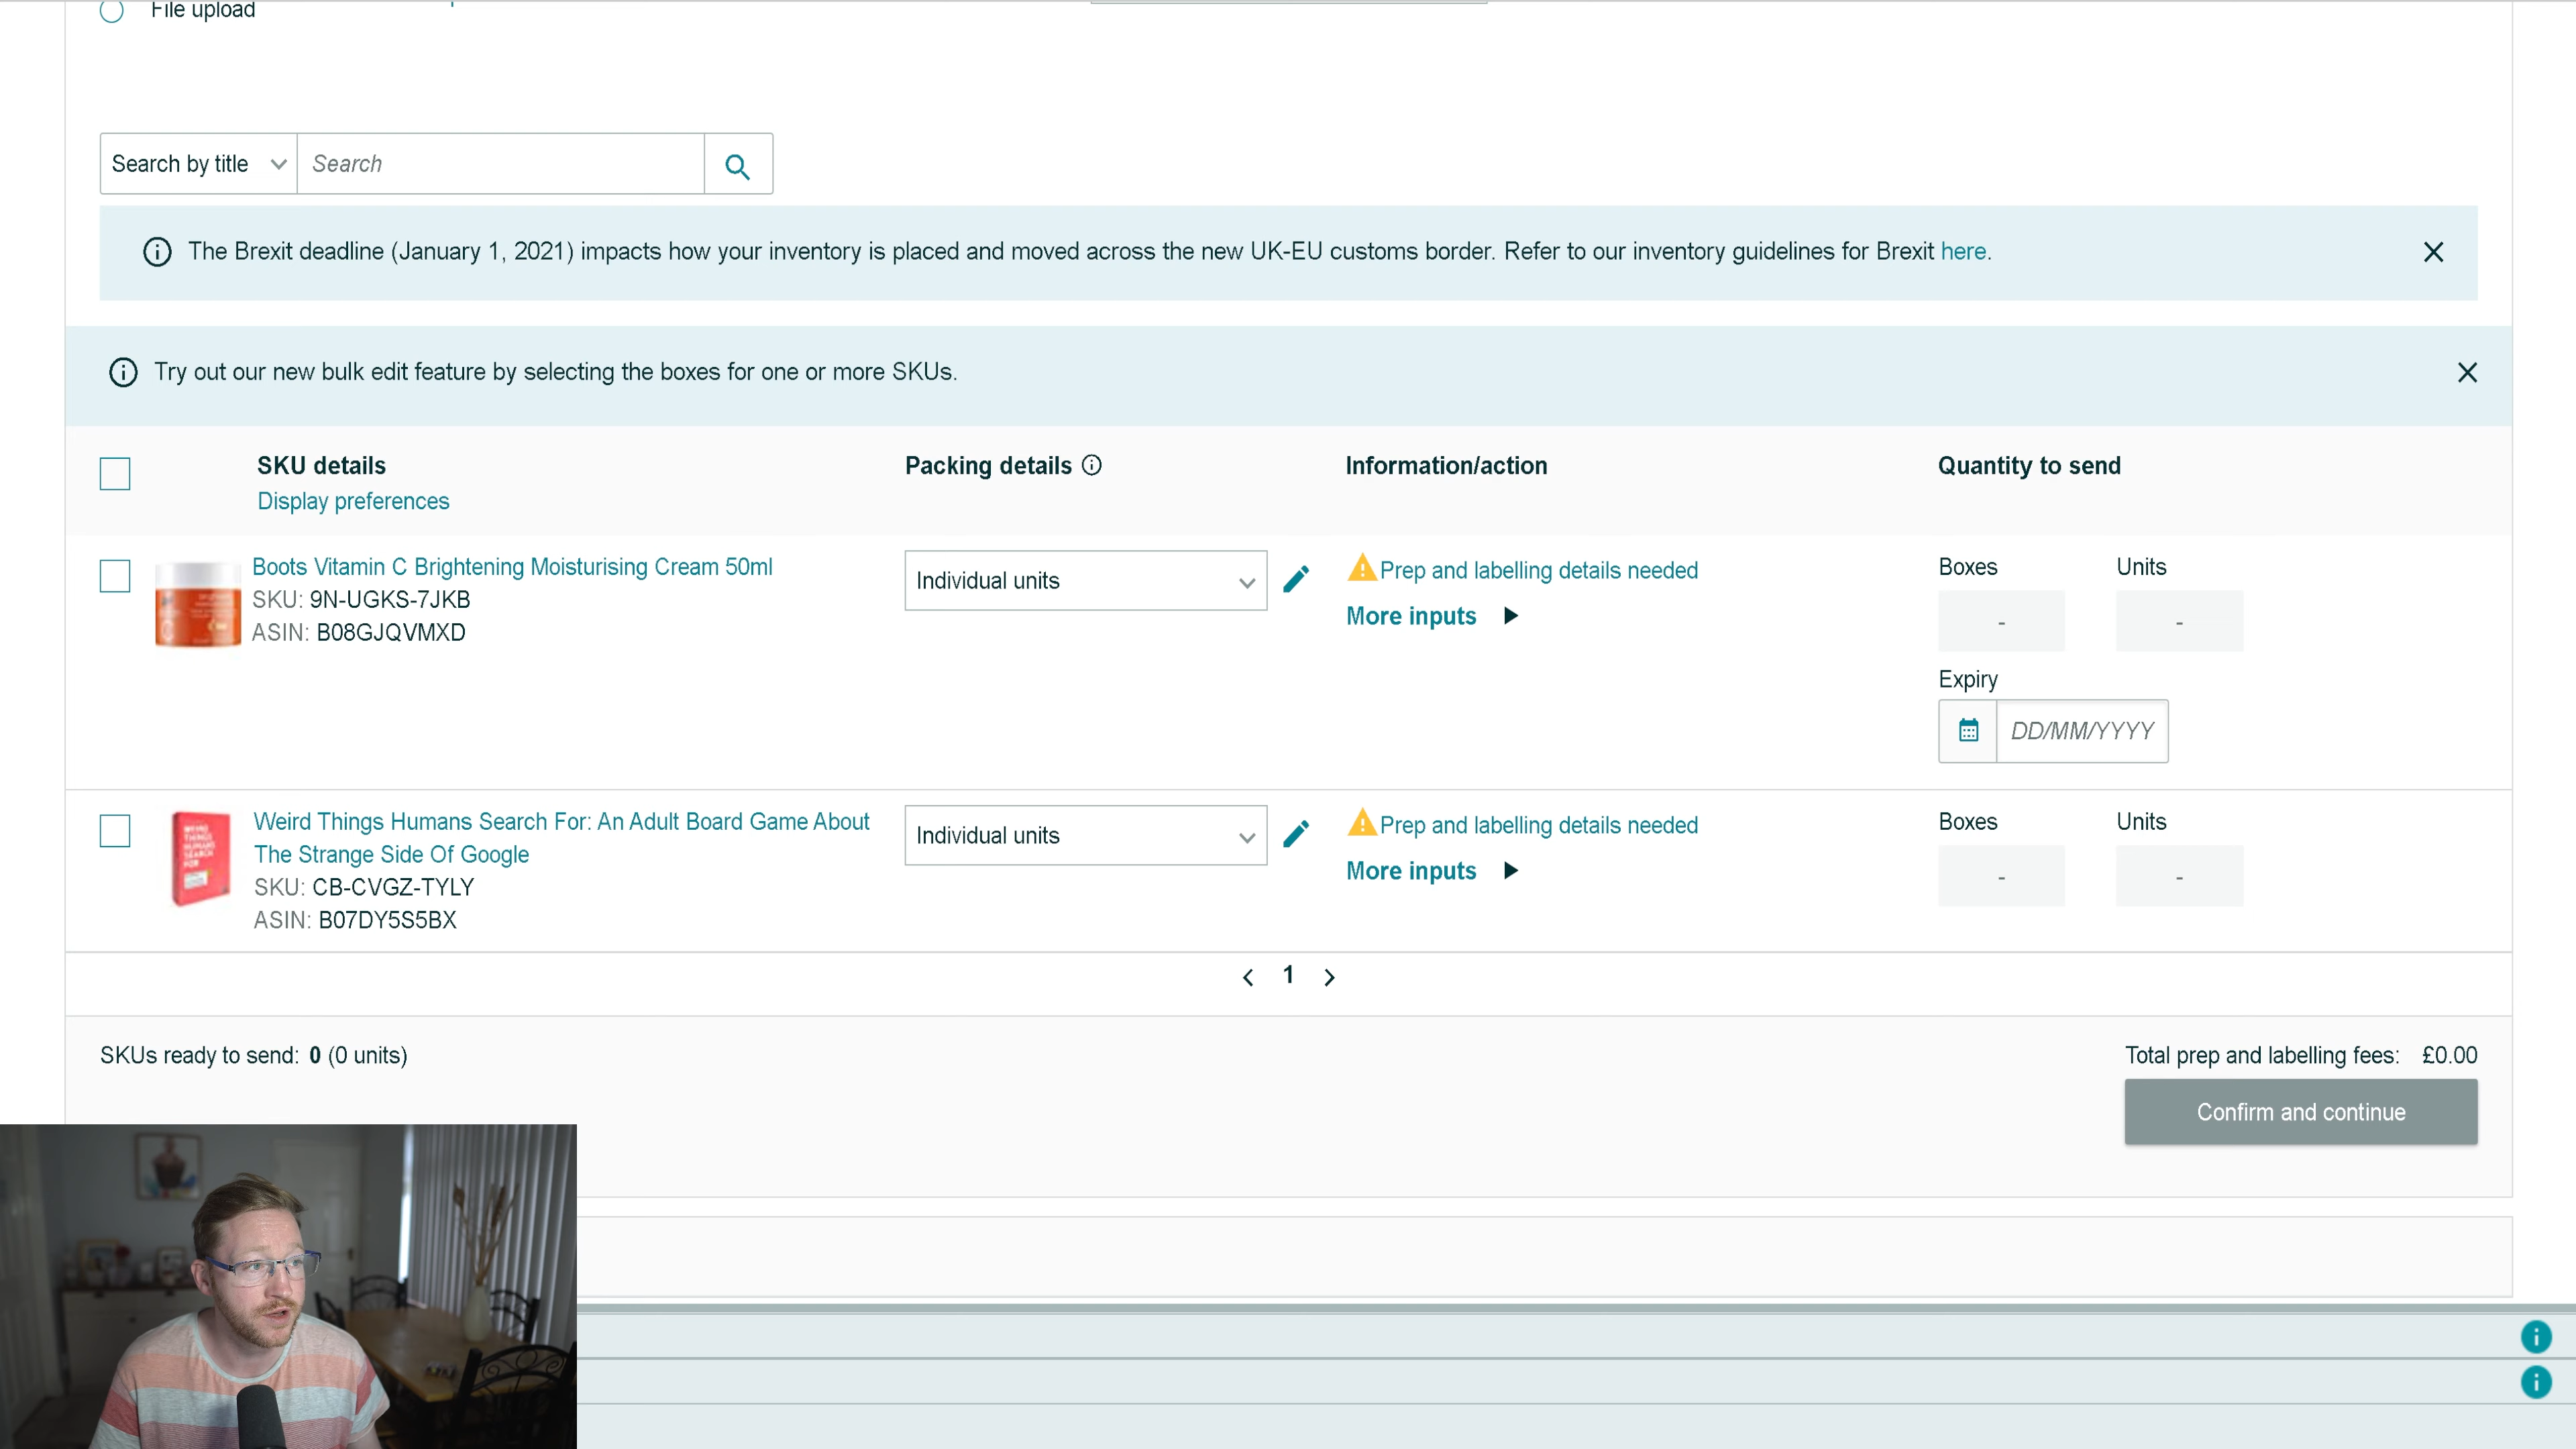 File upload
Search by title
Search
The Brexit deadline (January 1, 2021) impacts how your inventory is placed and moved across the new UK-EU customs border. Refer to our inventory guidelines for Brexit here.
Try out our new bulk edit feature by selecting the boxes for one or more SKUs.
SKU details
Packing details
Information/action
Quantity to send
Display preferences
Boots Vitamin C Brightening Moisturising Cream 50ml
SKU: 9N-UGKS-7JKB
ASIN: B08GJQVMXD
Individual units
Prep and labelling details needed
More inputs
Boxes
Units
-
-
Expiry
DD/MM/YYYY
WEIRD
THINGS
HUMANS
SEARCH
FOR
Weird Things Humans Search For: An Adult Board Game About
The Strange Side Of Google
SKU: CB-CVGZ-TYLY
ASIN: B07DY5S5BX
Individual units
Prep and labelling details needed
More inputs
Boxes
Units
-
-
1
SKUs ready to send: 0 (0 units)
Total prep and labelling fees: £0.00
Confirm and continue